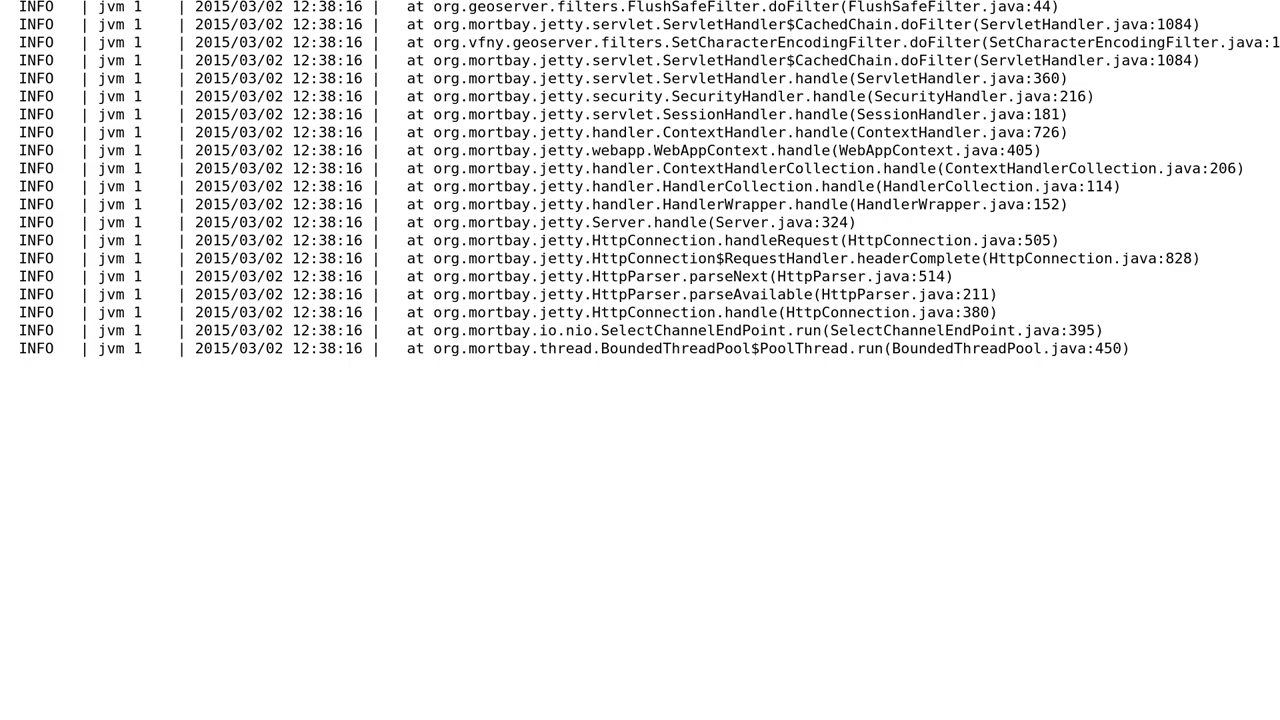 INFO   | jvm 1    | 2015/03/02 12:38:16 |   at org.geoserver.filters.FlushSafeFilter.doFilter(FlushSafeFilter.java:44)
INFO   | jvm 1    | 2015/03/02 12:38:16 |   at org.mortbay.jetty.servlet.ServletHandler$CachedChain.doFilter(ServletHandler.java:1084)
INFO   | jvm 1    | 2015/03/02 12:38:16 |   at org.vfny.geoserver.filters.SetCharacterEncodingFilter.doFilter(SetCharacterEncodingFilter.java:1
INFO   | jvm 1    | 2015/03/02 12:38:16 |   at org.mortbay.jetty.servlet.ServletHandler$CachedChain.doFilter(ServletHandler.java:1084)
INFO   | jvm 1    | 2015/03/02 12:38:16 |   at org.mortbay.jetty.servlet.ServletHandler.handle(ServletHandler.java:360)
INFO   | jvm 1    | 2015/03/02 12:38:16 |   at org.mortbay.jetty.security.SecurityHandler.handle(SecurityHandler.java:216)
INFO   | jvm 1    | 2015/03/02 12:38:16 |   at org.mortbay.jetty.servlet.SessionHandler.handle(SessionHandler.java:181)
INFO   | jvm 1    | 2015/03/02 12:38:16 |   at org.mortbay.jetty.handler.ContextHandler.handle(ContextHandler.java:726)
INFO   | jvm 1    | 2015/03/02 12:38:16 |   at org.mortbay.jetty.webapp.WebAppContext.handle(WebAppContext.java:405)
INFO   | jvm 1    | 2015/03/02 12:38:16 |   at org.mortbay.jetty.handler.ContextHandlerCollection.handle(ContextHandlerCollection.java:206)
INFO   | jvm 1    | 2015/03/02 12:38:16 |   at org.mortbay.jetty.handler.HandlerCollection.handle(HandlerCollection.java:114)
INFO   | jvm 1    | 2015/03/02 12:38:16 |   at org.mortbay.jetty.handler.HandlerWrapper.handle(HandlerWrapper.java:152)
INFO   | jvm 1    | 2015/03/02 12:38:16 |   at org.mortbay.jetty.Server.handle(Server.java:324)
INFO   | jvm 1    | 2015/03/02 12:38:16 |   at org.mortbay.jetty.HttpConnection.handleRequest(HttpConnection.java:505)
INFO   | jvm 1    | 2015/03/02 12:38:16 |   at org.mortbay.jetty.HttpConnection$RequestHandler.headerComplete(HttpConnection.java:828)
INFO   | jvm 1    | 2015/03/02 12:38:16 |   at org.mortbay.jetty.HttpParser.parseNext(HttpParser.java:514)
INFO   | jvm 1    | 2015/03/02 12:38:16 |   at org.mortbay.jetty.HttpParser.parseAvailable(HttpParser.java:211)
INFO   | jvm 1    | 2015/03/02 12:38:16 |   at org.mortbay.jetty.HttpConnection.handle(HttpConnection.java:380)
INFO   | jvm 1    | 2015/03/02 12:38:16 |   at org.mortbay.io.nio.SelectChannelEndPoint.run(SelectChannelEndPoint.java:395)
INFO   | jvm 1    | 2015/03/02 12:38:16 |   at org.mortbay.thread.BoundedThreadPool$PoolThread.run(BoundedThreadPool.java:450)